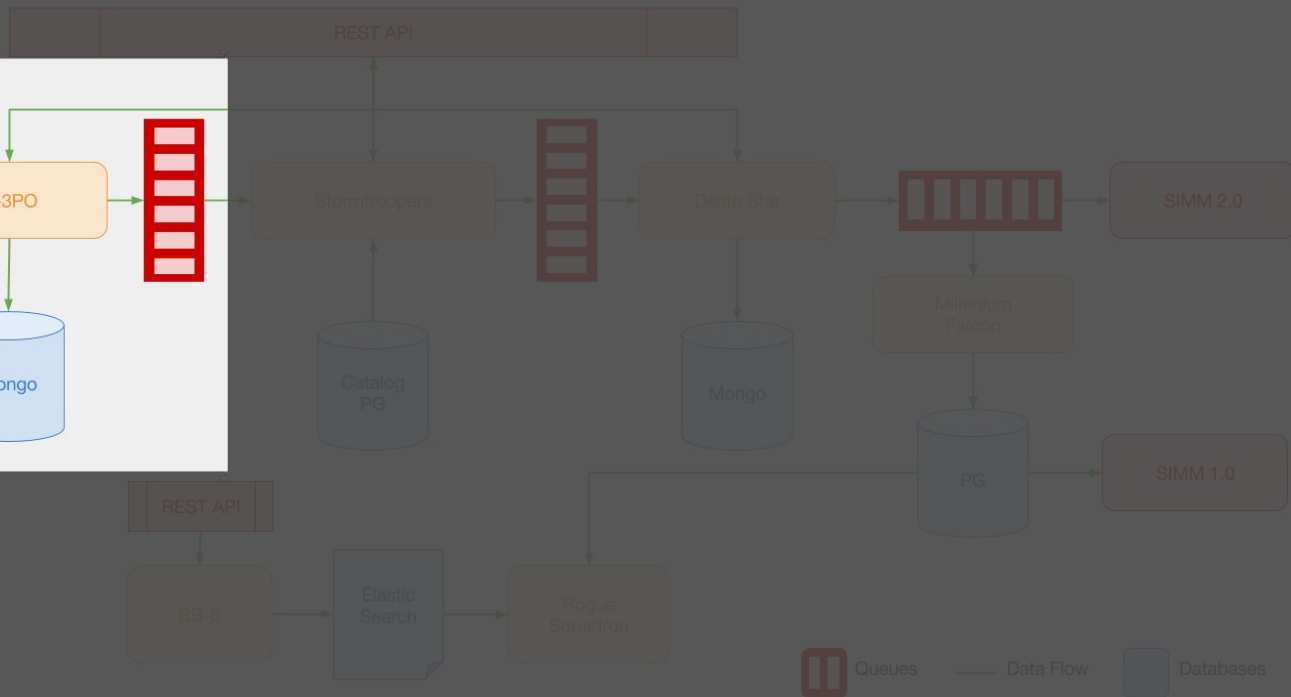 REST API
-3PO
Stormtroopers
Death Star
SIMM 2.0
Millenium
Falcon
ongo
Catalog
PG
Mongo
PG
SIMM 1.0
REST API
BB-8
Elastic
Search
Rogue
Squadron
Queues
Data Flow
Databases